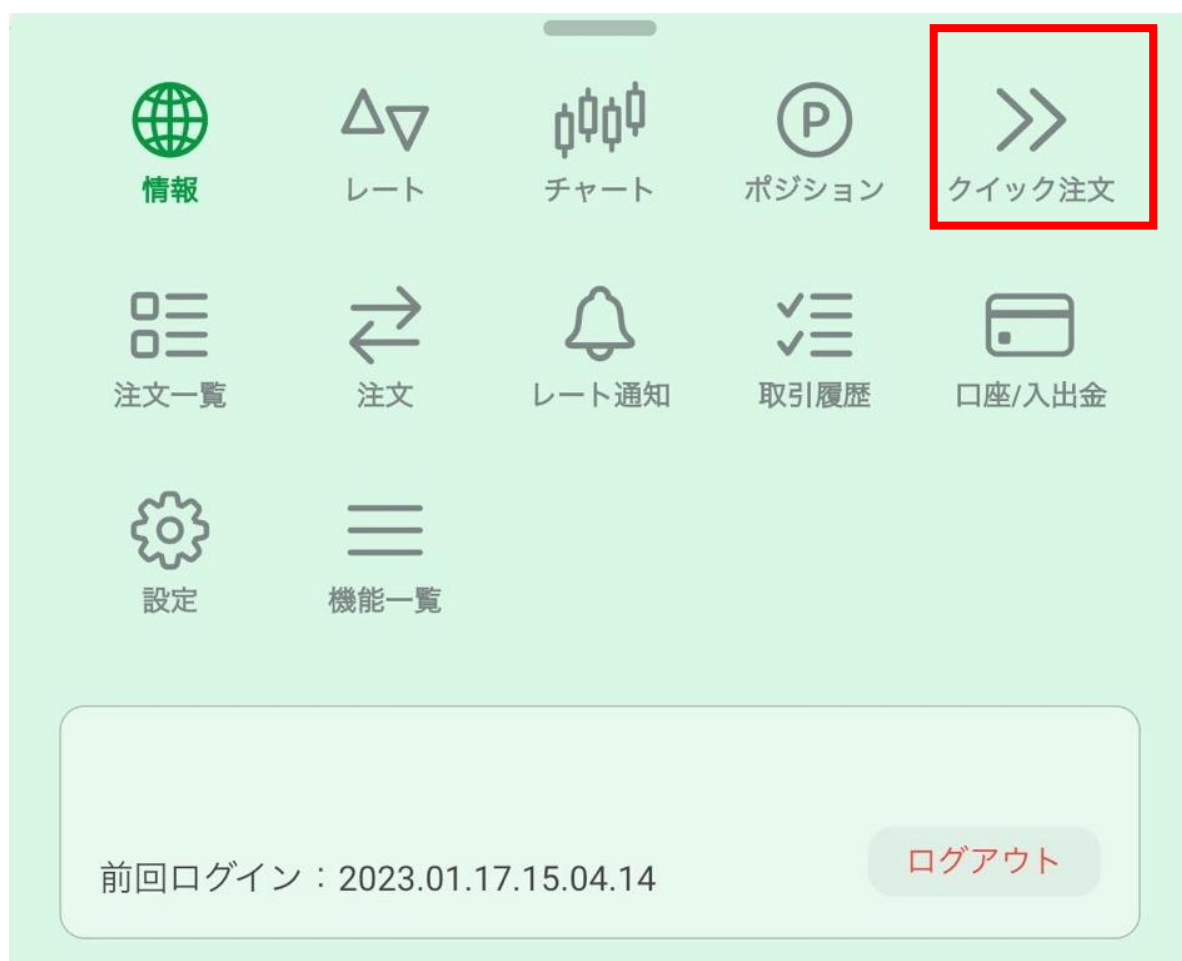 情報 レート チャート ポジション クイック注文
注文一覧 注文 レート通知 取引履歴 口座/入出金
設定 機能一覧
前回ログイン：2023.01.17.15.04.14 ログアウト